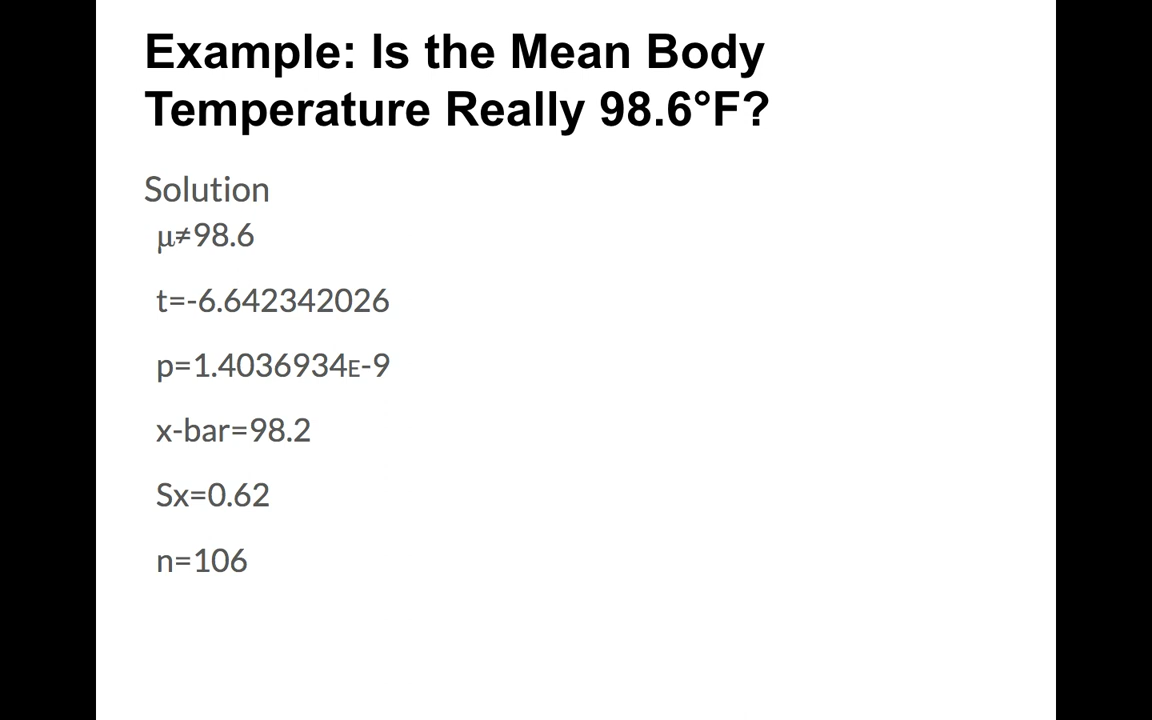 Example: Is the Mean Body
Temperature Really 98.6°F?
Solution
μ≠98.6
t=-6.642342026
p=1.4036934E-9
x-bar=98.2
Sx=0.62
n=106